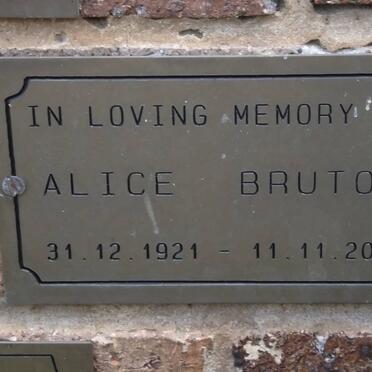 IN LOVING MEMORY
ALICE BRUTO
31.12.1921 - 11.11.20